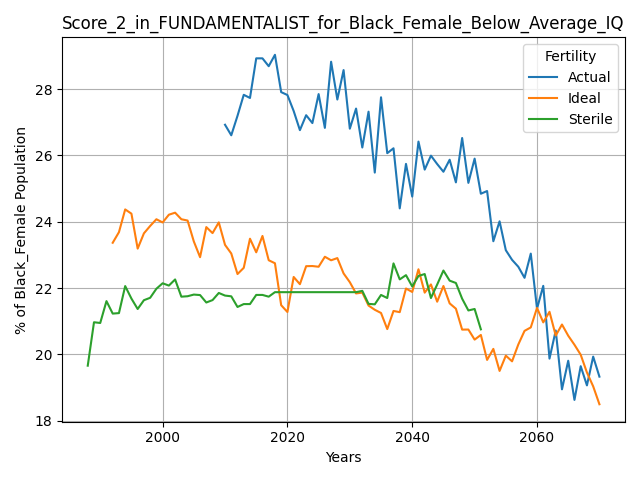 Score_2_in_FUNDAMENTALIST_for_Black_Female_Below_Average_IQ
Fertility
Actual
Ideal
Sterile
% of Black_Female Population
28
26
24
22
20
18
2000
2020
2040
2060
Years